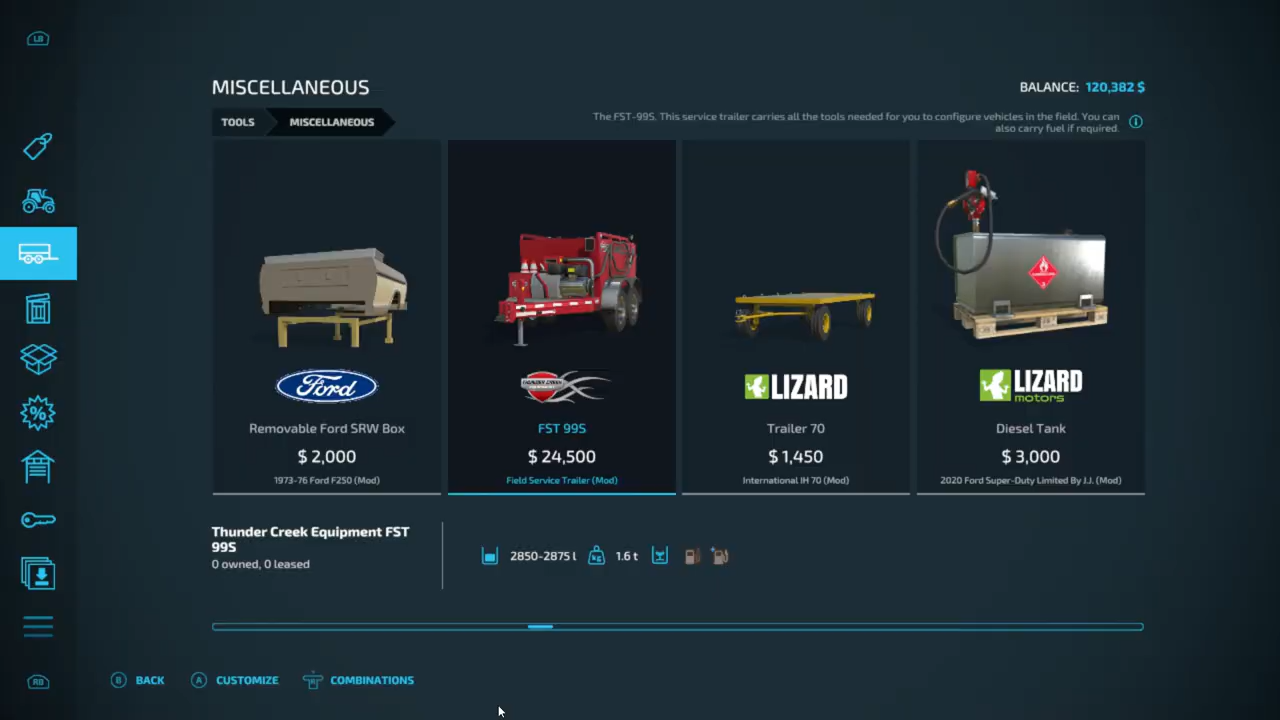 LB
MISCELLANEOUS
BALANCE: 120,382 $
TOOLS
MISCELLANEOUS
The FST-99S. This service trailer carries all the tools needed for you to configure vehicles in the field. You can
also carry fuel if required.
Ford
THUNDER CREEK
LIZARD
LIZARD
motors
Removable Ford SRW Box
FST 99S
Trailer 70
Diesel Tank
$ 2,000
$ 24,500
$ 1,450
$ 3,000
1973-76 Ford F250 (Mod)
Field Service Trailer (Mod)
International IH 70 (Mod)
2020 Ford Super-Duty Limited By J.J. (Mod)
Thunder Creek Equipment FST
99S
0 owned, 0 leased
2850-2875 l
kg
1.6 t
%
RB
B BACK
A CUSTOMIZE
COMBINATIONS